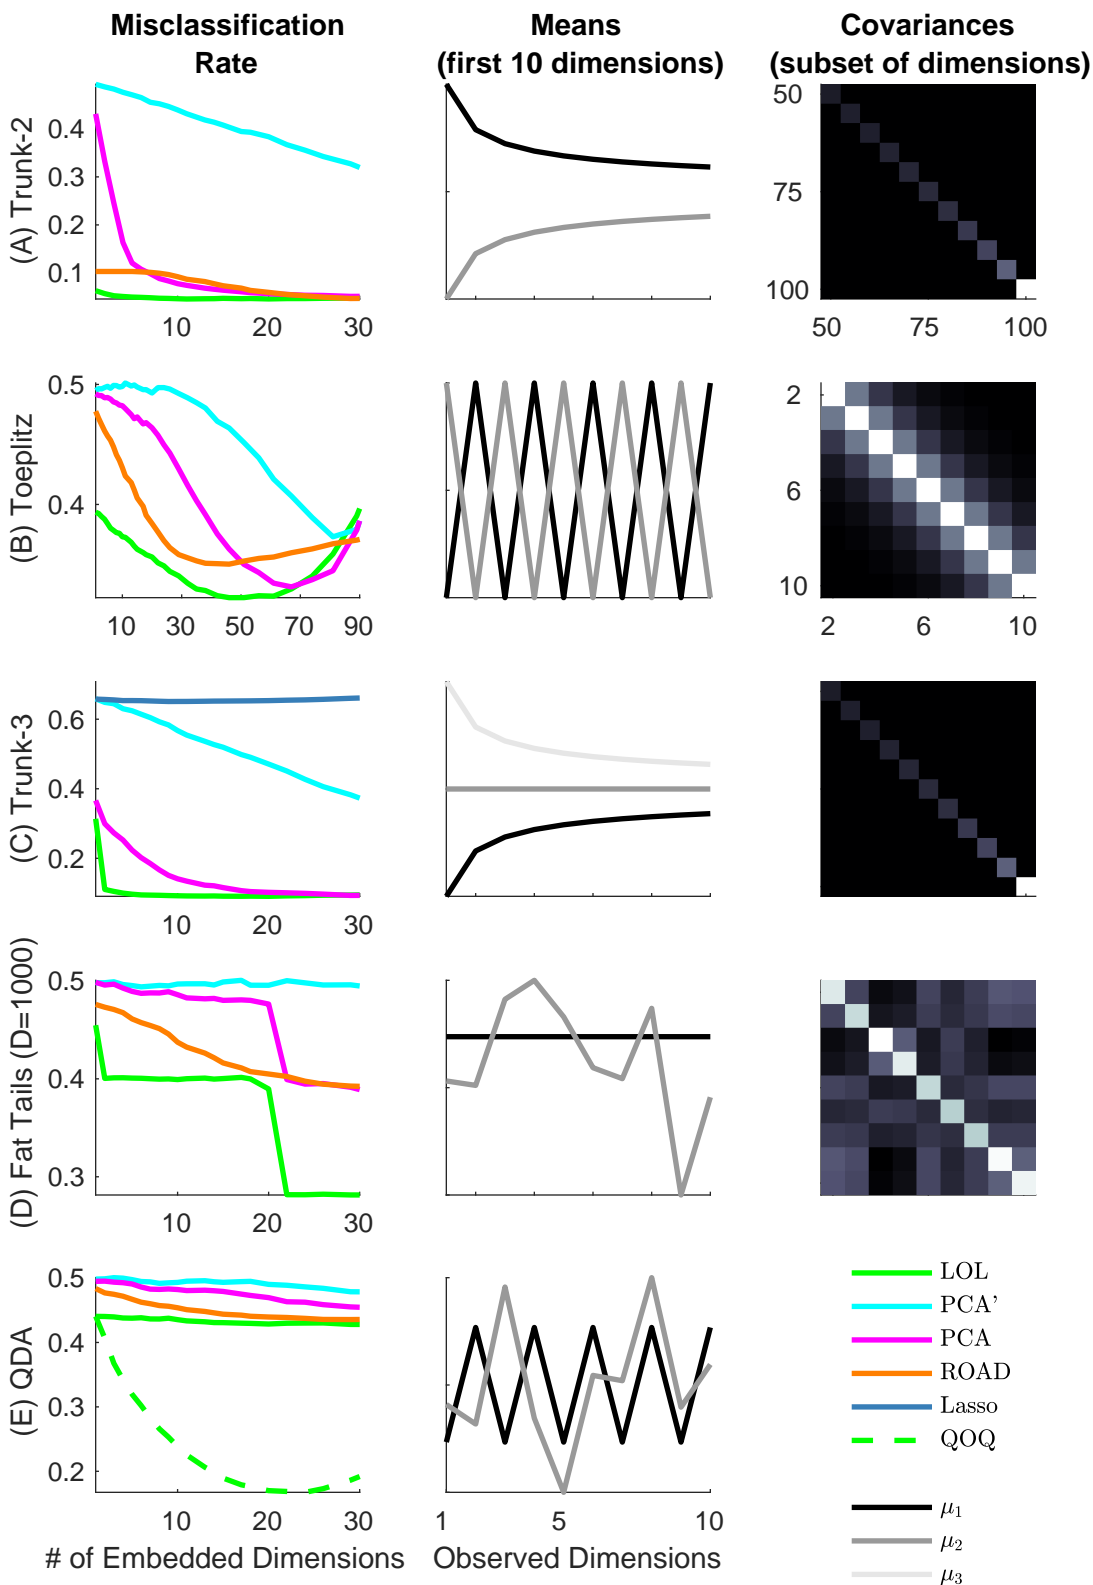 Misclassification
Rate
Means
(first 10 dimensions)
Covariances
(subset of dimensions)
(A) Trunk-2
0.4
0.3
0.2
0.1
10
20
30
50
75
100
50
75
100
(B) Toeplitz
0.5
0.4
10
30
50
70
90
2
6
10
2
6
10
(C) Trunk-3
0.6
0.4
0.2
10
20
30
(D) Fat Tails (D=1000)
0.5
0.4
0.3
10
20
30
(E) QDA
0.5
0.4
0.3
0.2
10
20
30
# of Embedded Dimensions
1
5
10
Observed Dimensions
LOL
PCA'
PCA
ROAD
Lasso
QOQ
μ₁
μ₂
μ₃